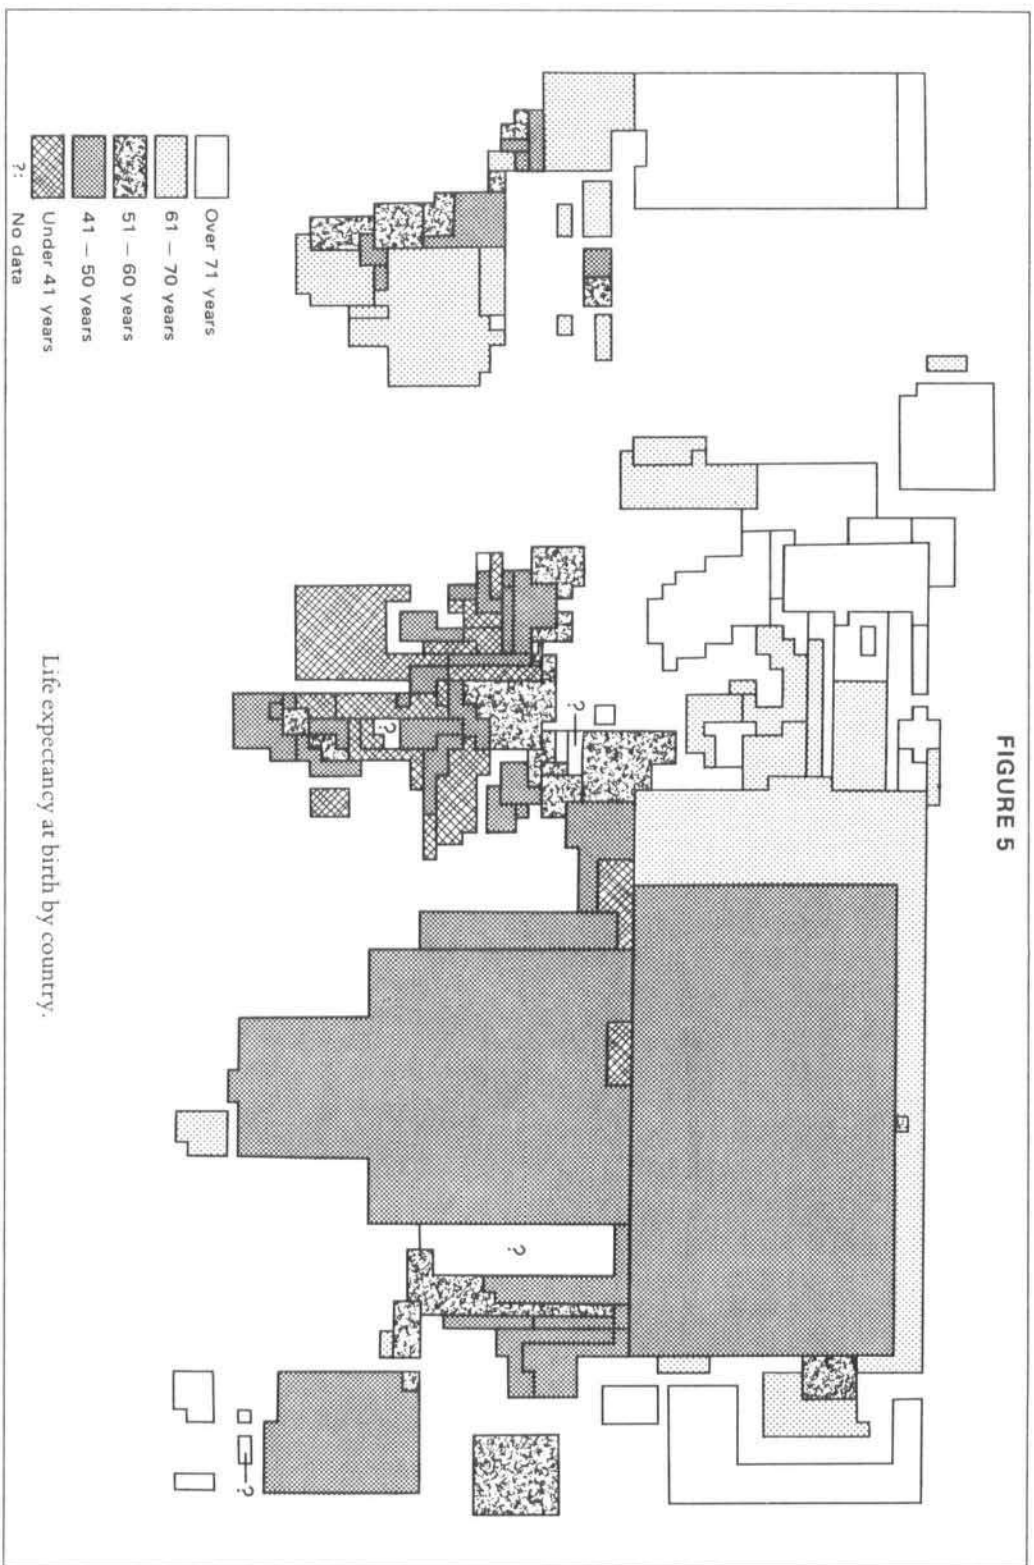 FIGURE 5
?
?
?
?
Over 71 years
61 – 70 years
51 – 60 years
41 – 50 years
Under 41 years
?: No data
Life expectancy at birth by country.